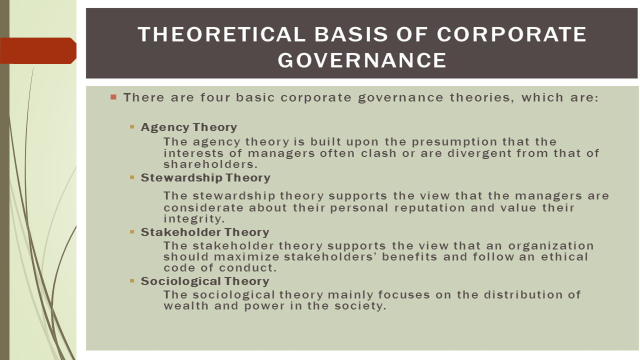 THEORETICAL BASIS OF CORPORATE
GOVERNANCE
There are four basic corporate governance theories, which are:
Agency Theory
The agency theory is built upon the presumption that the
interests of managers often clash or are divergent from that of
shareholders.
Stewardship Theory
The stewardship theory supports the view that the managers are
considerate about their personal reputation and value their
integrity.
Stakeholder Theory
The stakeholder theory supports the view that an organization
should maximize stakeholders' benefits and follow an ethical
code of conduct.
Sociological Theory
The sociological theory mainly focuses on the distribution of
wealth and power in the society.